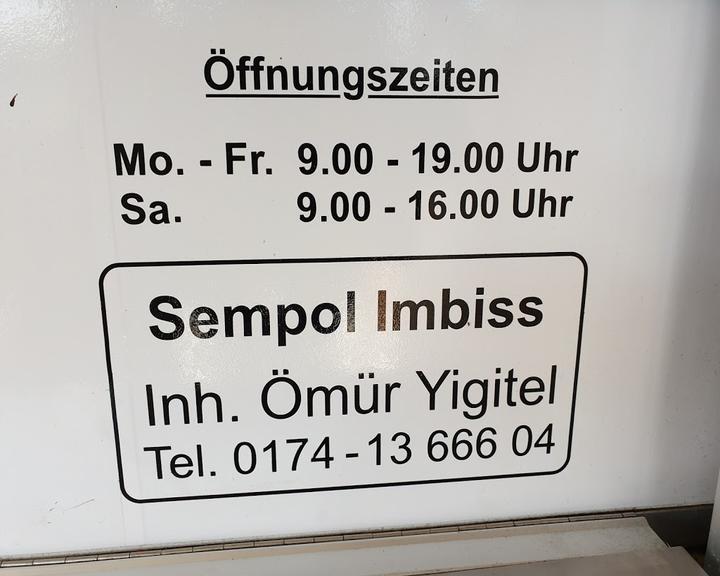 Öffnungszeiten
Mo. - Fr. 9.00 - 19.00 Uhr
Sa. 9.00 - 16.00 Uhr
Sempol Imbiss
Inh. Ömür Yigitel
Tel. 0174 - 13 666 04